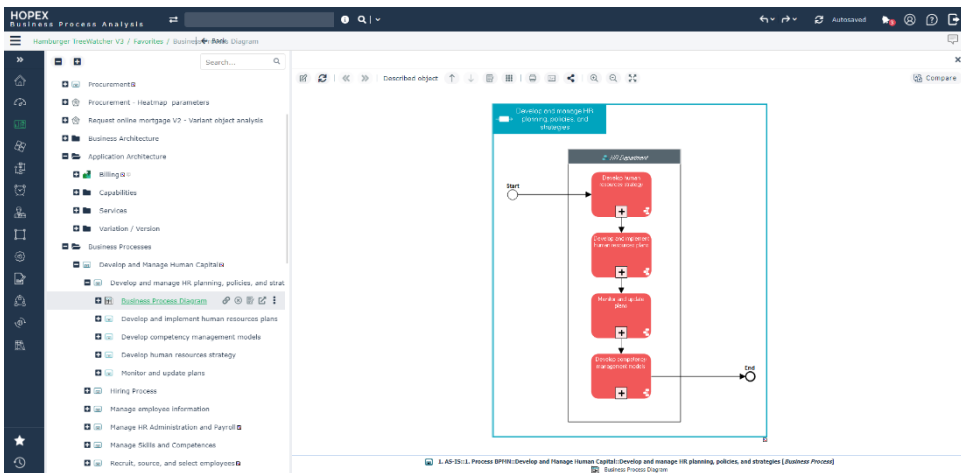 HOPEX
Business Process Analysis
Autosaved
Hamburger TreeWatcher V3 / Favorites / Business Process Diagram
Back
Search...
Described object
Compare
Procurement
Procurement - Heatmap parameters
Request online mortgage V2 - Variant object analysis
Business Architecture
Application Architecture
Billing
Capabilities
Services
Variation / Version
Business Processes
Develop and Manage Human Capital
Develop and manage HR planning, policies, and strat
Business Process Diagram
Develop and implement human resources plans
Develop competency management models
Develop human resources strategy
Monitor and update plans
Hiring Process
Manage employee information
Manage HR Administration and Payroll
Manage Skills and Competences
Recruit, source, and select employees
Develop and manage HR
planning, policies, and
strategies
HR Department
Start
Develop human
resources strategy
Develop and implement
human resources plans
Monitor and update
plans
Develop competency
management models
End
1. AS-IS::1. Process BPMN::Develop and Manage Human Capital::Develop and manage HR planning, policies, and strategies [Business Process]
Business Process Diagram